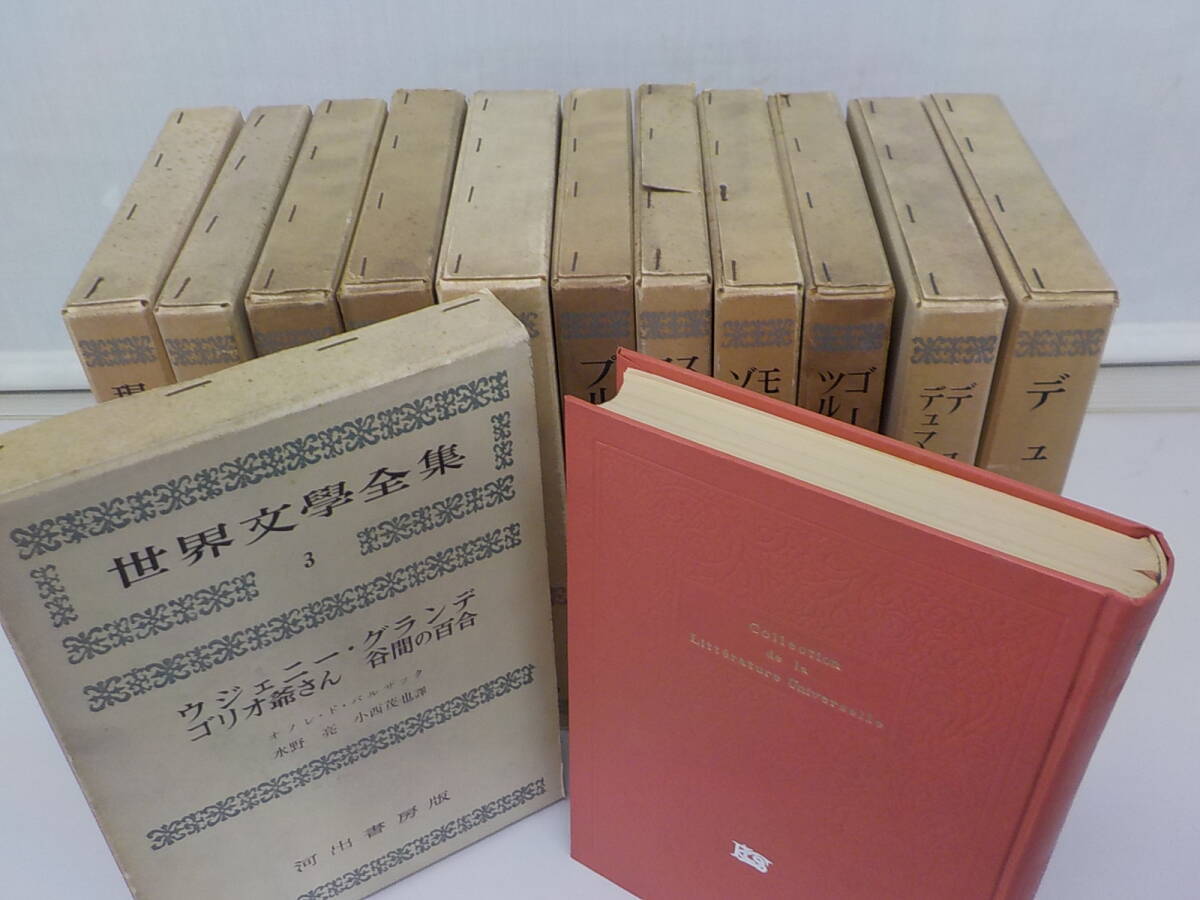 世界文學全集
3
ウジェニー・グランデ
ゴリオ爺さん 谷間の百合
オノレ・ド・バルザック
水野 亮 小西茂也譯
河出書房版
Collection
de la
Littérature Universelle
デュ
デュマ
ゴー
ツル
モ
ゾ
ス
プル